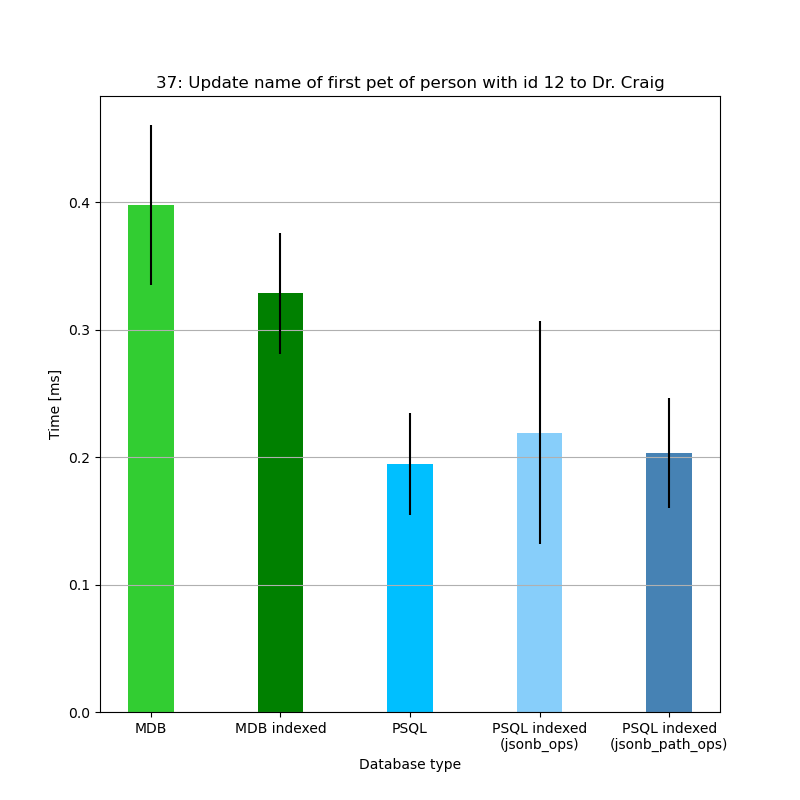 37: Update name of first pet of person with id 12 to Dr. Craig
Time [ms]
0.4
0.3
0.2
0.1
0.0
MDB
MDB indexed
PSQL
PSQL indexed
(jsonb_ops)
PSQL indexed
(jsonb_path_ops)
Database type